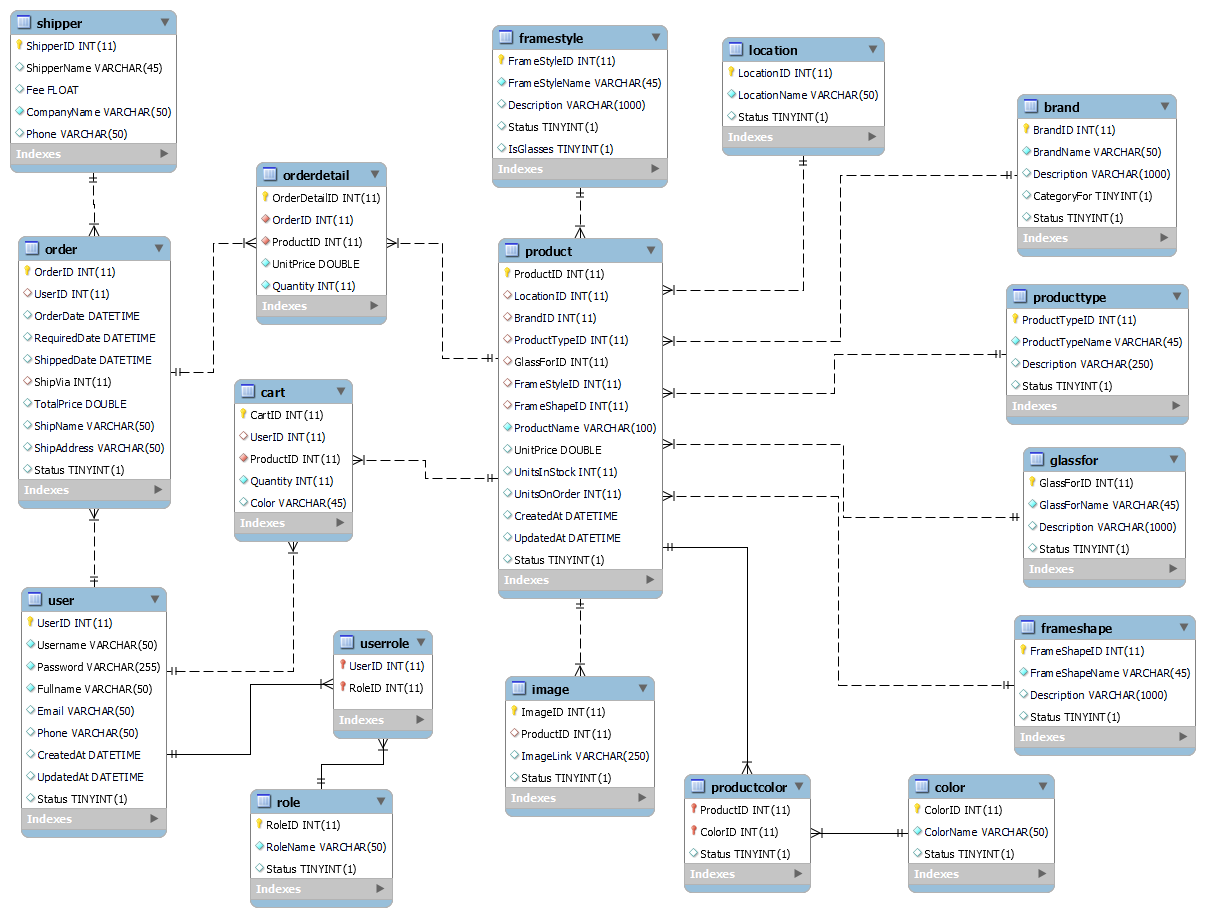 shipper
ShipperID INT(11)
ShipperName VARCHAR(45)
Fee FLOAT
CompanyName VARCHAR(50)
Phone VARCHAR(50)
Indexes
framestyle
FrameStyleID INT(11)
FrameStyleName VARCHAR(45)
Description VARCHAR(1000)
Status TINYINT(1)
IsGlasses TINYINT(1)
Indexes
location
LocationID INT(11)
LocationName VARCHAR(50)
Status TINYINT(1)
Indexes
brand
BrandID INT(11)
BrandName VARCHAR(50)
Description VARCHAR(1000)
CategoryFor TINYINT(1)
Status TINYINT(1)
Indexes
orderdetail
OrderDetailID INT(11)
OrderID INT(11)
ProductID INT(11)
UnitPrice DOUBLE
Quantity INT(11)
Indexes
order
OrderID INT(11)
UserID INT(11)
OrderDate DATETIME
RequiredDate DATETIME
ShippedDate DATETIME
ShipVia INT(11)
TotalPrice DOUBLE
ShipName VARCHAR(50)
ShipAddress VARCHAR(50)
Status TINYINT(1)
Indexes
product
ProductID INT(11)
LocationID INT(11)
BrandID INT(11)
ProductTypeID INT(11)
GlassForID INT(11)
FrameStyleID INT(11)
FrameShapeID INT(11)
ProductName VARCHAR(100)
UnitPrice DOUBLE
UnitsInStock INT(11)
UnitsOnOrder INT(11)
CreatedAt DATETIME
UpdatedAt DATETIME
Status TINYINT(1)
Indexes
producttype
ProductTypeID INT(11)
ProductTypeName VARCHAR(45)
Description VARCHAR(250)
Status TINYINT(1)
Indexes
cart
CartID INT(11)
UserID INT(11)
ProductID INT(11)
Quantity INT(11)
Color VARCHAR(45)
Indexes
glassfor
GlassForID INT(11)
GlassForName VARCHAR(45)
Description VARCHAR(1000)
Status TINYINT(1)
Indexes
user
UserID INT(11)
Username VARCHAR(50)
Password VARCHAR(255)
Fullname VARCHAR(50)
Email VARCHAR(50)
Phone VARCHAR(50)
CreatedAt DATETIME
UpdatedAt DATETIME
Status TINYINT(1)
Indexes
userrole
UserID INT(11)
RoleID INT(11)
Indexes
frameshape
FrameShapeID INT(11)
FrameShapeName VARCHAR(45)
Description VARCHAR(1000)
Status TINYINT(1)
Indexes
image
ImageID INT(11)
ProductID INT(11)
ImageLink VARCHAR(250)
Status TINYINT(1)
Indexes
role
RoleID INT(11)
RoleName VARCHAR(50)
Status TINYINT(1)
Indexes
productcolor
ProductID INT(11)
ColorID INT(11)
Status TINYINT(1)
Indexes
color
ColorID INT(11)
ColorName VARCHAR(50)
Status TINYINT(1)
Indexes